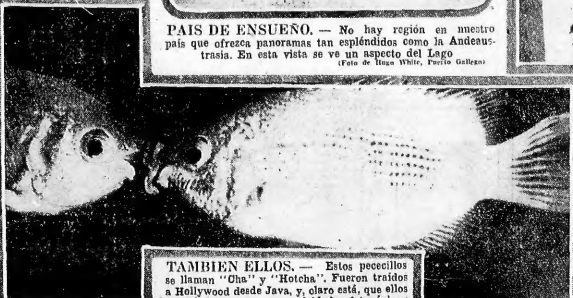 PAIS DE ENSUEÑO. — No hay región en nuestro
país que ofrezca panoramas tan espléndidos como la Andeaus-
trasia. En esta vista se ve un aspecto del Lago
(Foto de Hugo White, Puerto Gallegos)
TAMBIEN ELLOS. — Estos pececillos
se llaman "Cha" y "Hotcha". Fueron traídos
a Hollywood desde Java, y, claro está, que ellos